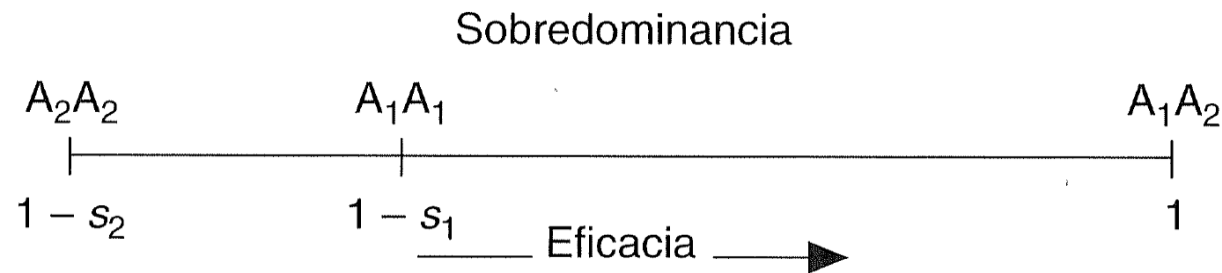 Sobredominancia
A₂A₂ A₁A₁ A₁A₂
1 – s₂ 1 – s₁ 1
Eficacia